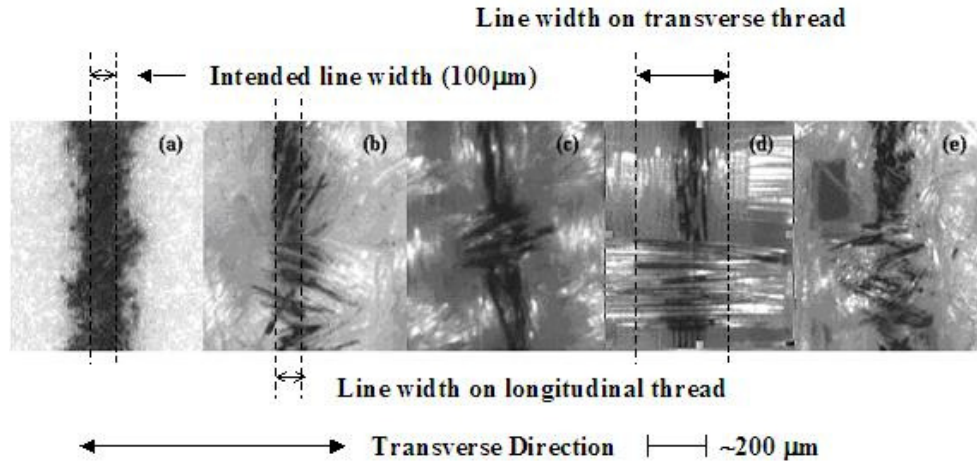 Line width on transverse thread
Intended line width (100μm)
(a)
(b)
(c)
(d)
(e)
Line width on longitudinal thread
Transverse Direction
~200 μm